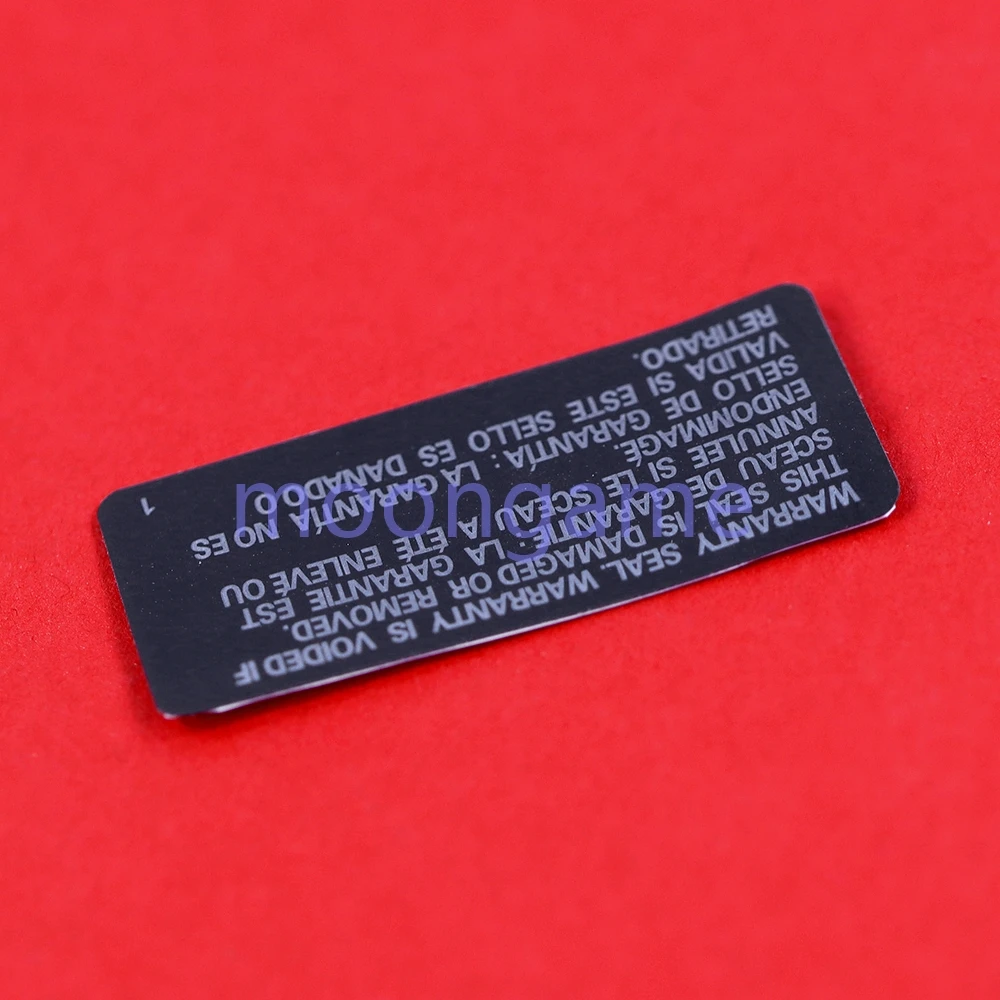 WARRANTY SEAL. WARRANTY IS VOIDED IF
THIS SEAL IS DAMAGED OR REMOVED.
SCEAU DE GARANTIE : LA GARANTIE EST
ANNULEE SI LE SCEAU A ÉTÉ ENLEVÉ OU
ENDOMMAGÉ.
SELLO DE GARANTÍA : LA GARANTÍA NO ES
VALIDA SI ESTE SELLO ES DAÑADO O
RETIRADO.
1
moongame